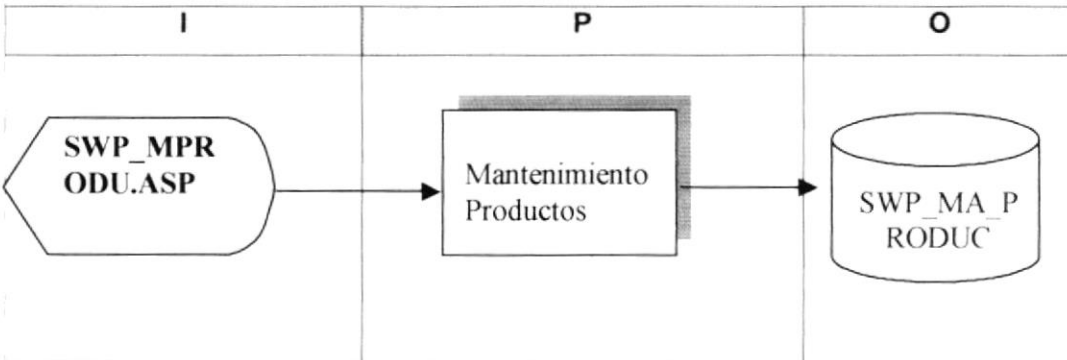 I P O
SWP_MPR
ODU.ASP
Mantenimiento
Productos
SWP_MA_P
RODUC